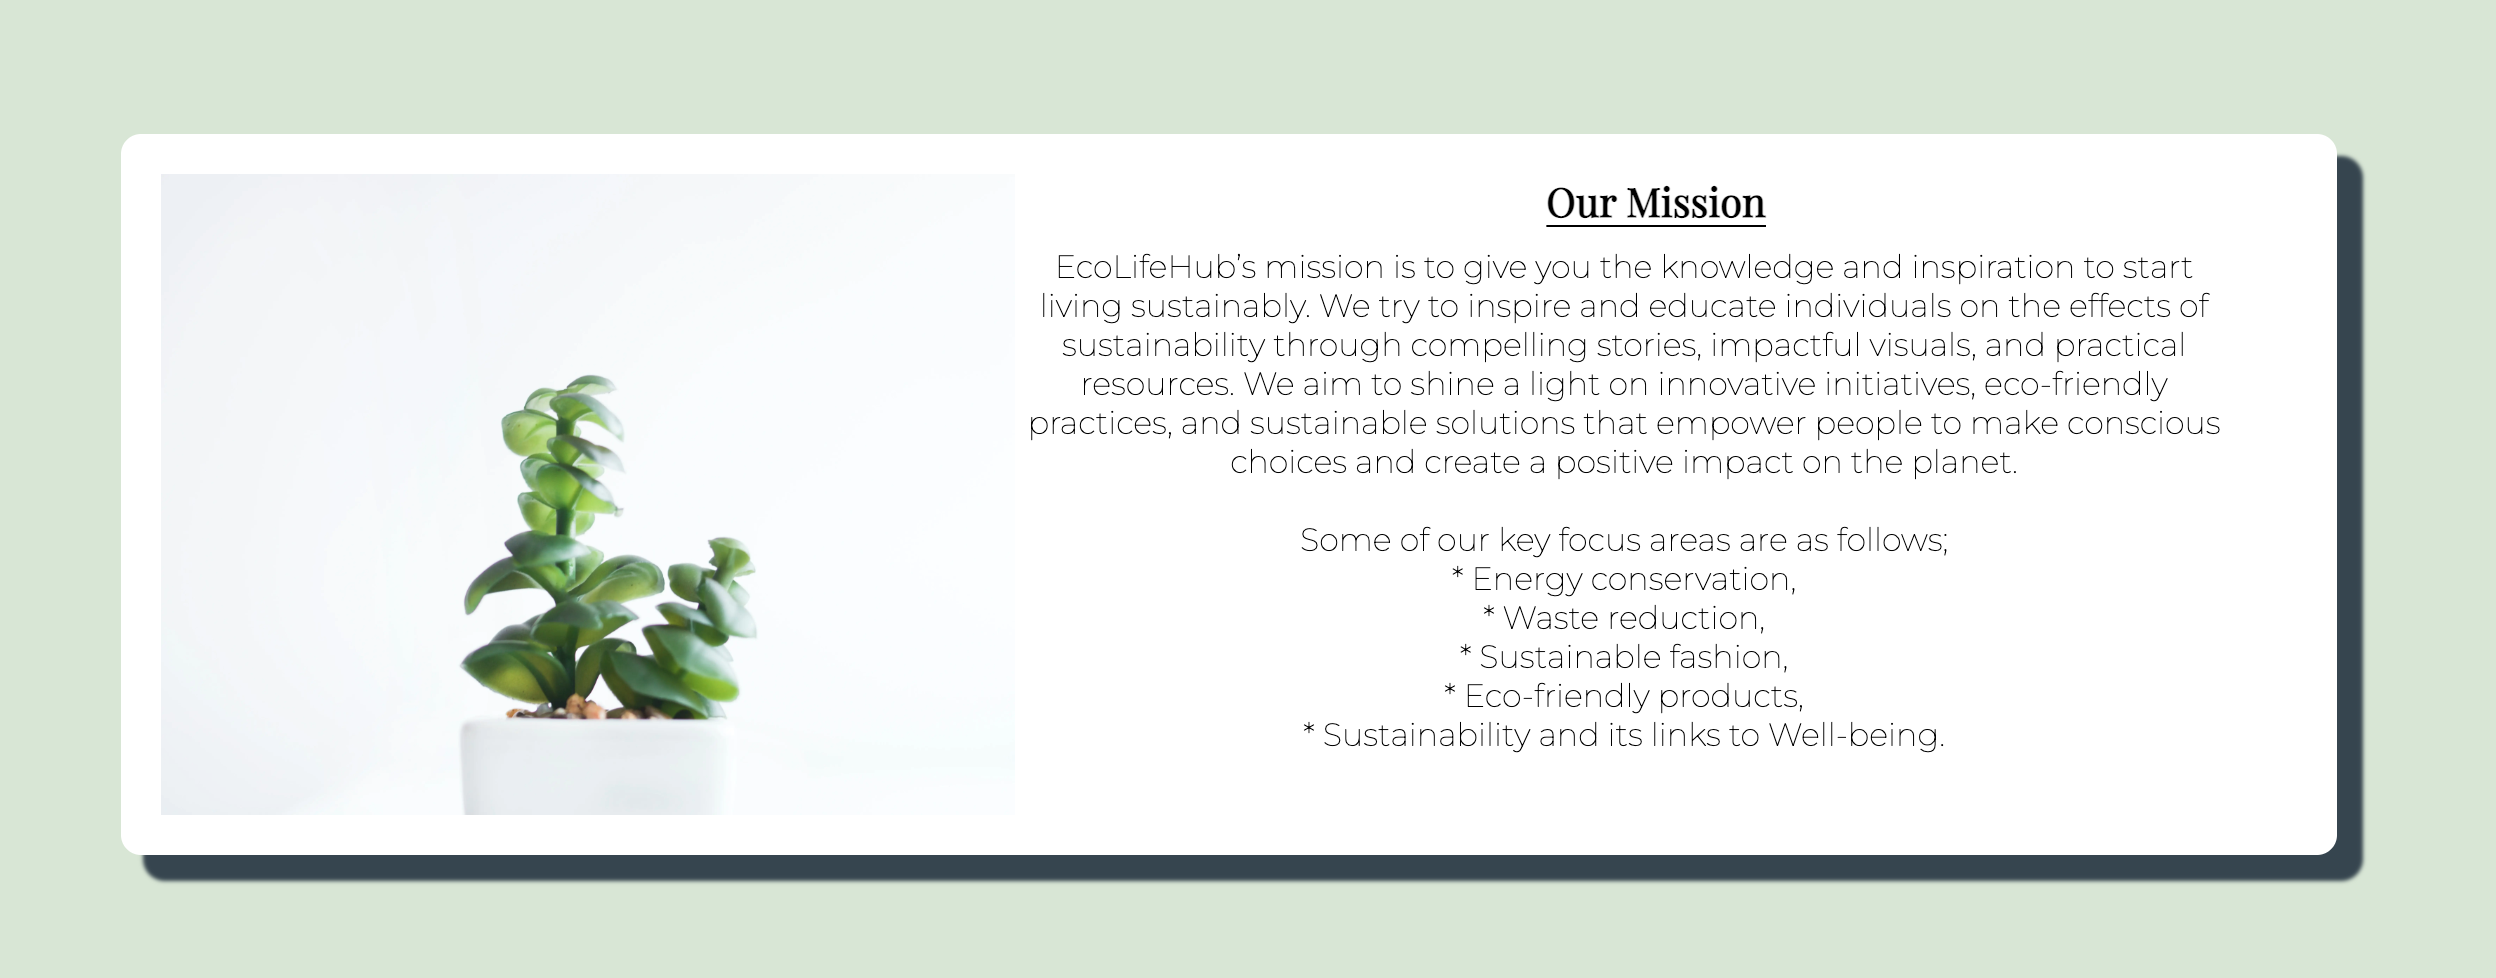 Our Mission
EcoLifeHub’s mission is to give you the knowledge and inspiration to start
living sustainably. We try to inspire and educate individuals on the effects of
sustainability through compelling stories, impactful visuals, and practical
resources. We aim to shine a light on innovative initiatives, eco-friendly
practices, and sustainable solutions that empower people to make conscious
choices and create a positive impact on the planet.
Some of our key focus areas are as follows;
* Energy conservation,
* Waste reduction,
* Sustainable fashion,
* Eco-friendly products,
* Sustainability and its links to Well-being.